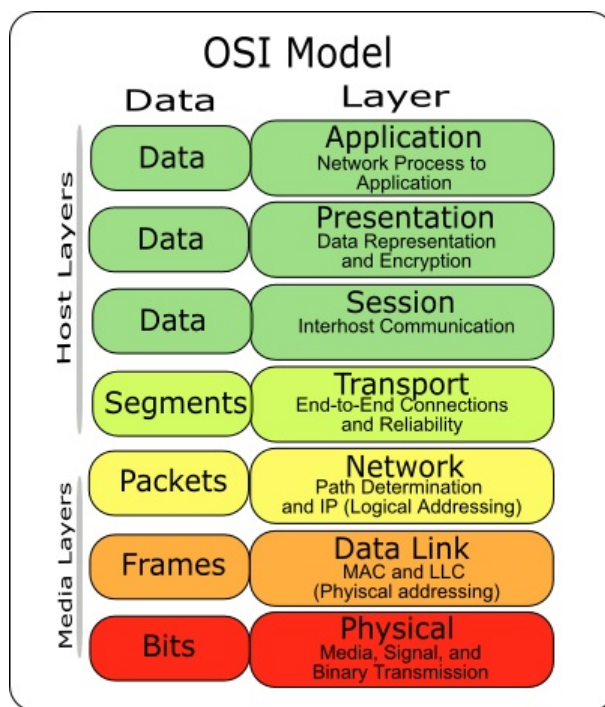 OSI Model
Data
Layer
Host Layers
Data
Application
Network Process to
Application
Data
Presentation
Data Representation
and Encryption
Data
Session
Interhost Communication
Segments
Transport
End-to-End Connections
and Reliability
Media Layers
Packets
Network
Path Determination
and IP (Logical Addressing)
Frames
Data Link
MAC and LLC
(Phyiscal addressing)
Bits
Physical
Media, Signal, and
Binary Transmission